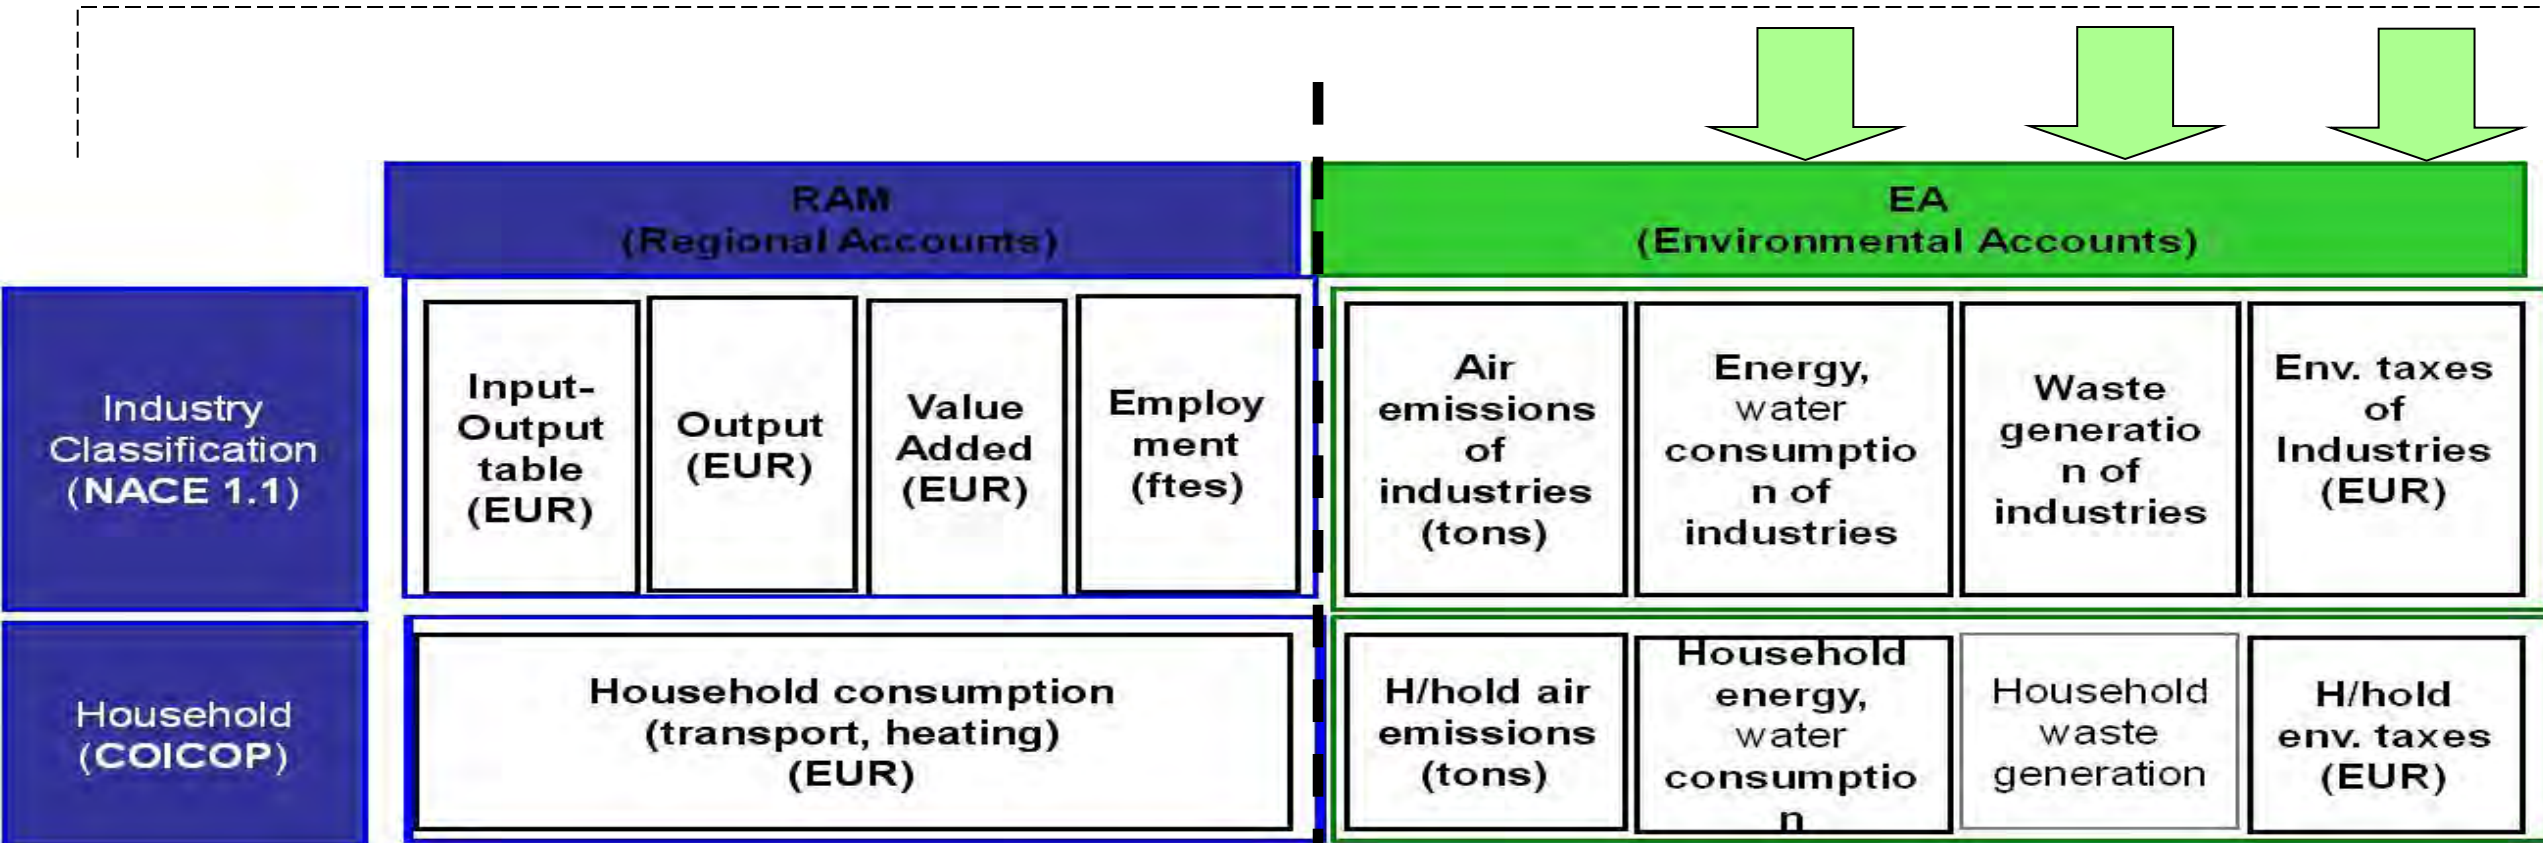 RAM
(Regional Accounts)
EA
(Environmental Accounts)
Industry
Classification
(NACE 1.1)
Input-
Output
table
(EUR)
Output
(EUR)
Value
Added
(EUR)
Employ
ment
(ftes)
Air
emissions
of
industries
(tons)
Energy,
water
consumptio
n of
industries
Waste
generatio
n of
industries
Env. taxes
of
Industries
(EUR)
Household
(COICOP)
Household consumption
(transport, heating)
(EUR)
H/hold air
emissions
(tons)
Household
energy,
water
consumptio
n
Household
waste
generation
H/hold
env. taxes
(EUR)